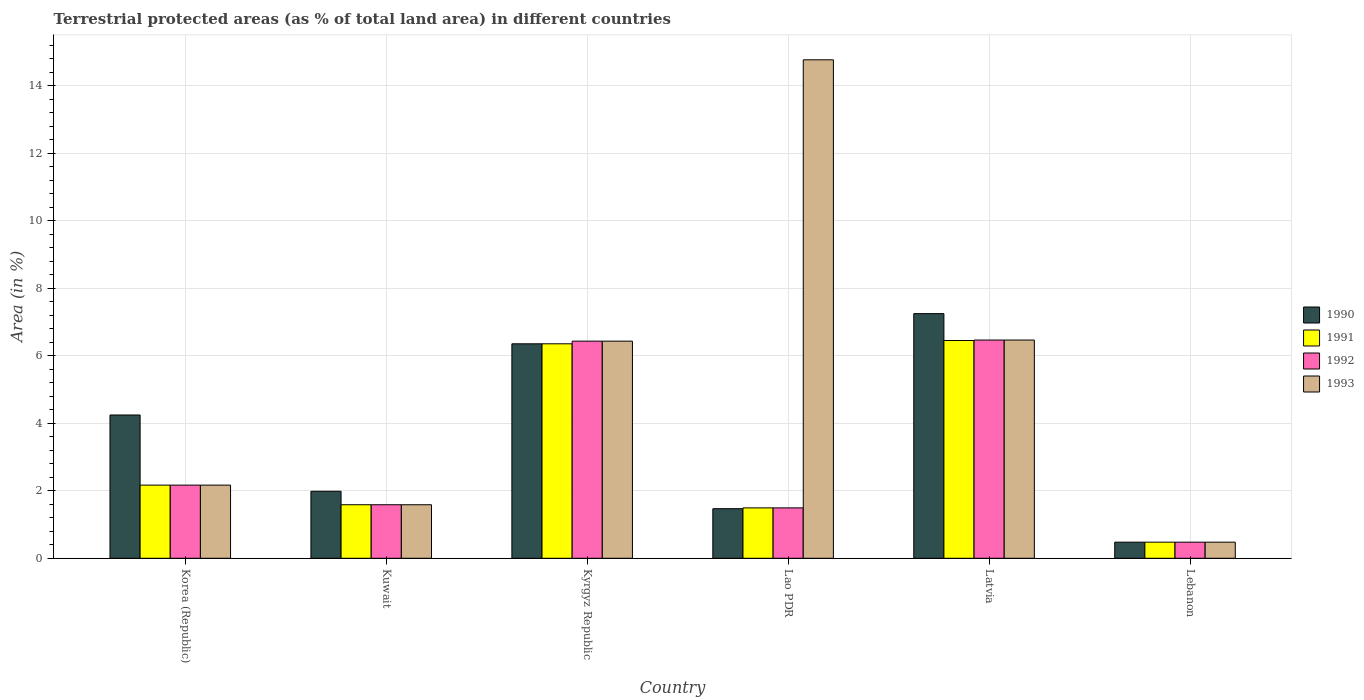 Terrestrial protected areas (as % of total land area) in different countries
Area (in %)
14
12
10
8
6
4
2
0
Korea (Republic)
Kuwait
Kyrgyz Republic
Lao PDR
Latvia
Lebanon
Country
1990
1991
1992
1993